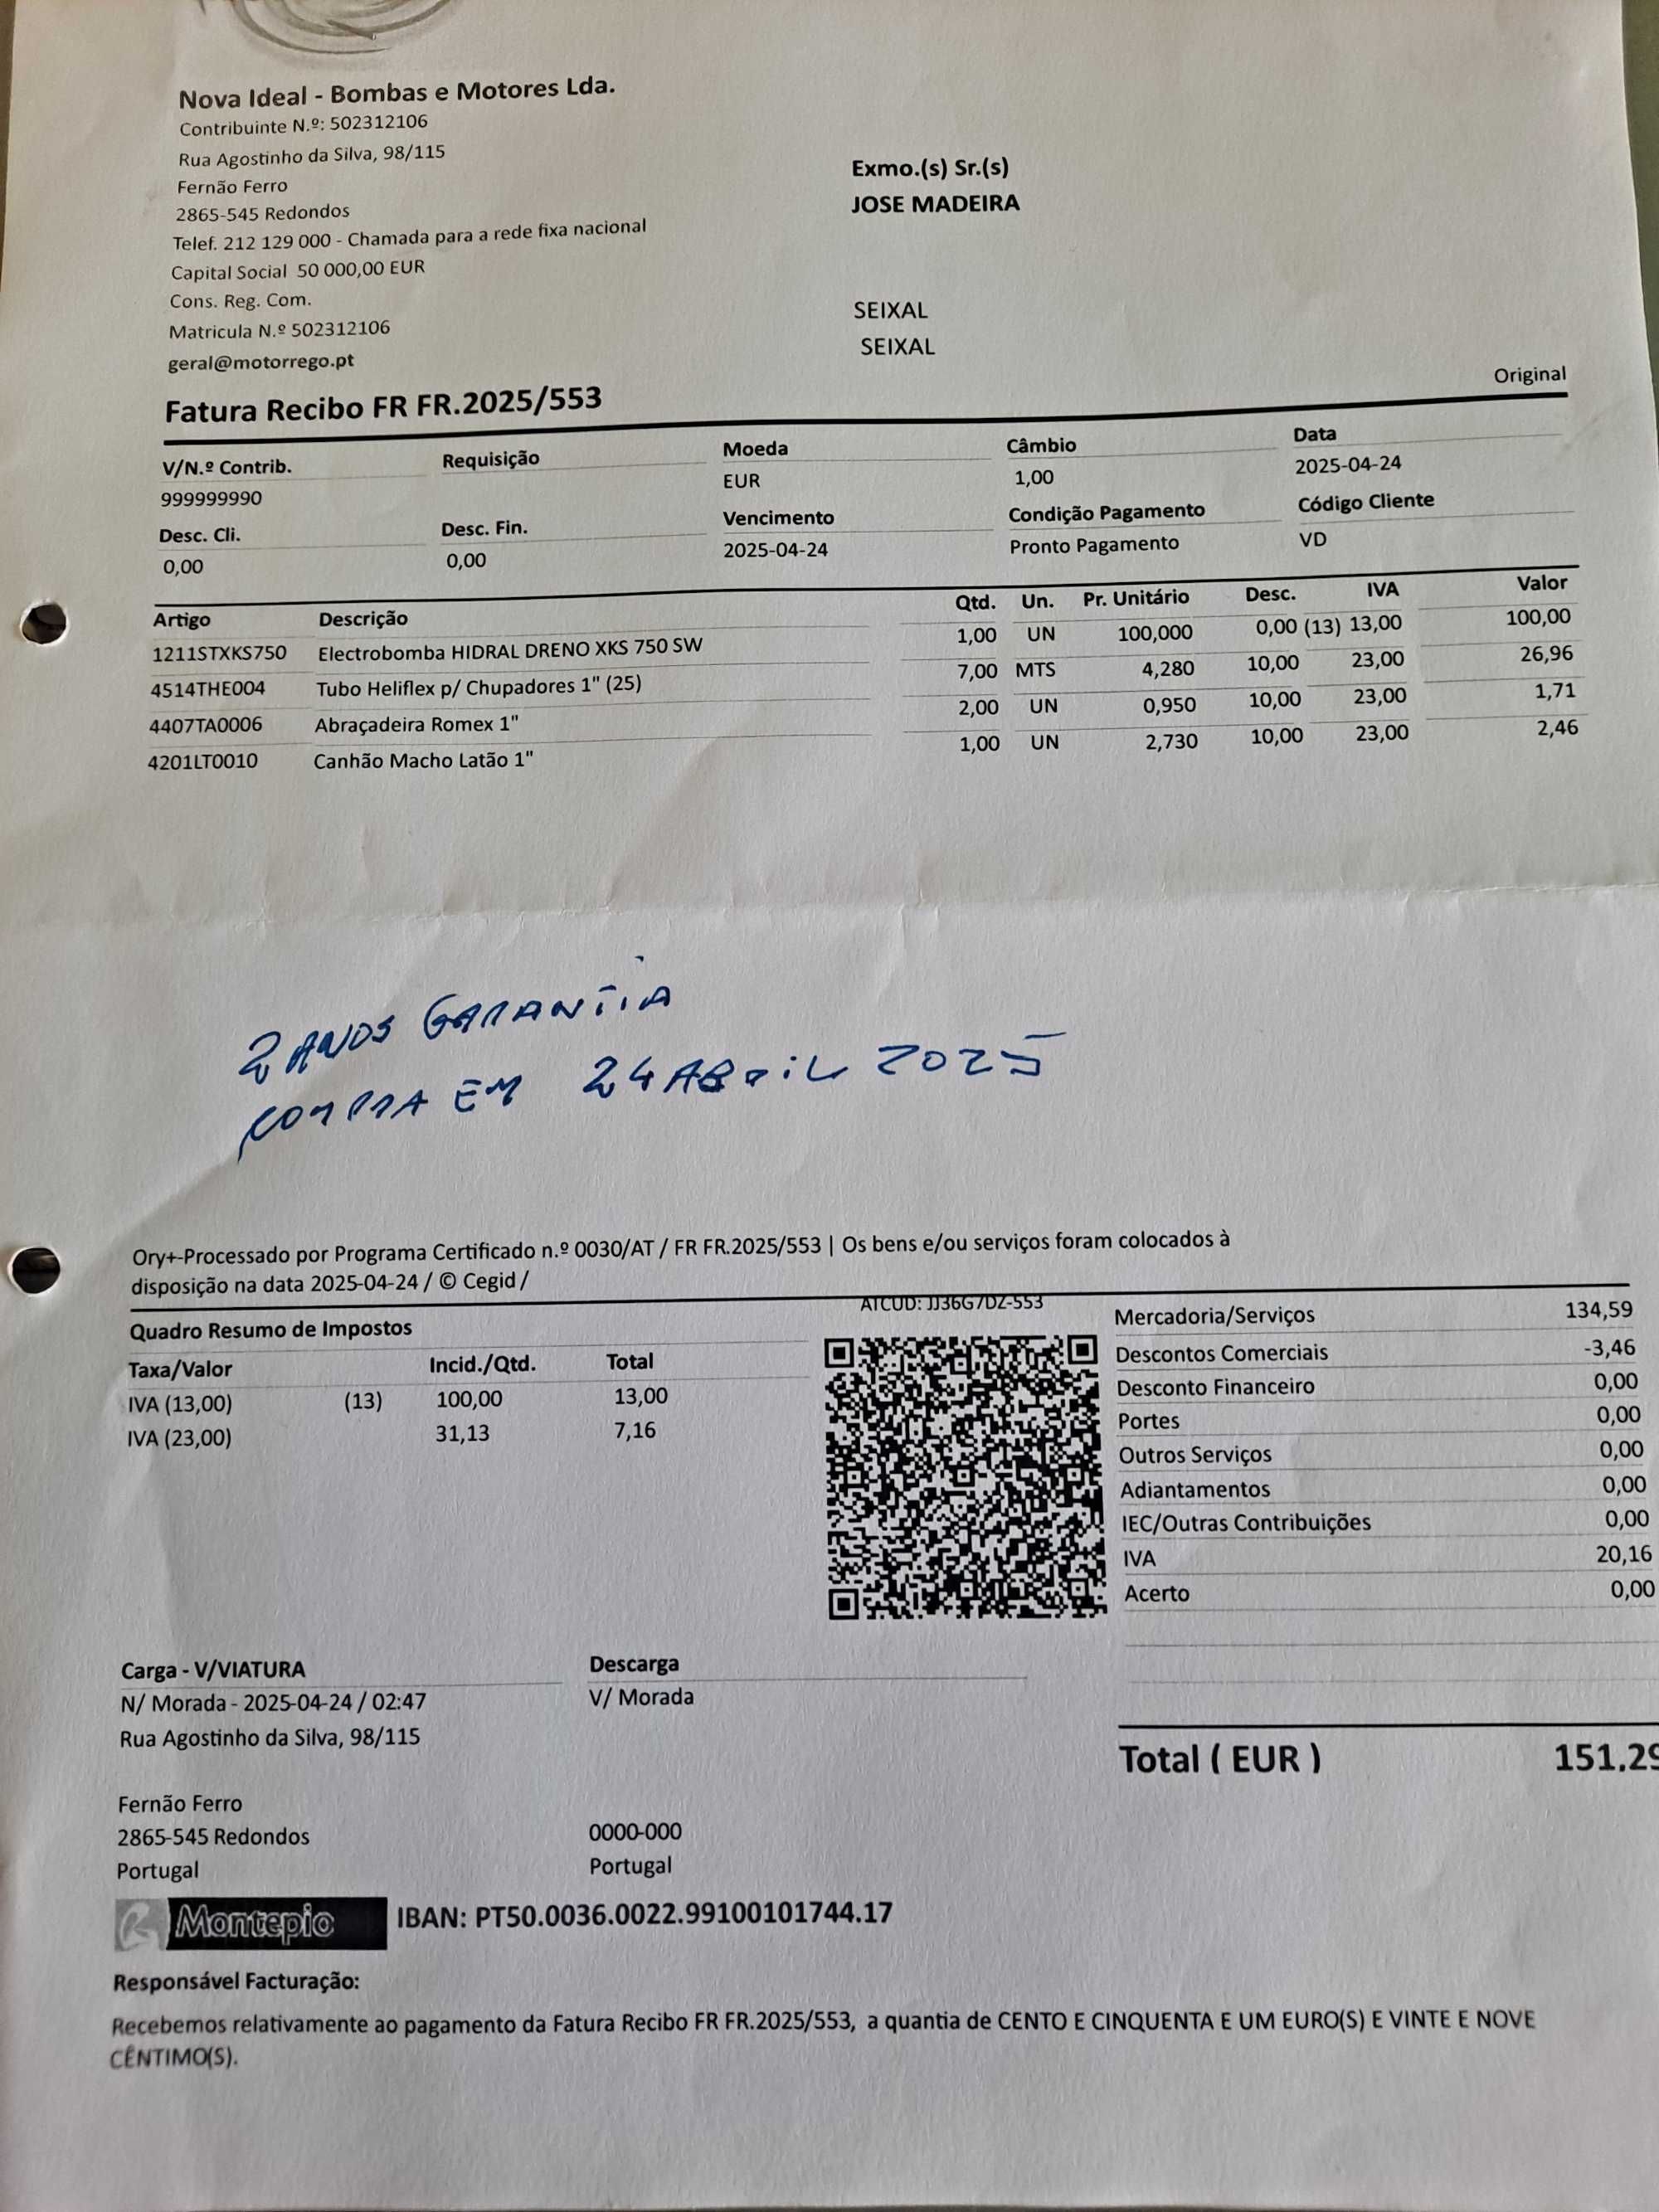 Nova Ideal - Bombas e Motores Lda.
Contribuinte N.º: 502312106
Rua Agostinho da Silva, 98/115
Fernão Ferro
2865-545 Redondos
Telef. 212 129 000 - Chamada para a rede fixa nacional
Capital Social 50 000,00 EUR
Cons. Reg. Com.
Matricula N.º 502312106
geral@motorrego.pt
Exmo.(s) Sr.(s)
JOSE MADEIRA
SEIXAL
SEIXAL
Original
Fatura Recibo FR FR.2025/553
V/N.º Contrib. Requisição Moeda Câmbio Data
999999990 EUR 1,00 2025-04-24
Desc. Cli. Desc. Fin. Vencimento Condição Pagamento Código Cliente
0,00 0,00 2025-04-24 Pronto Pagamento VD
Artigo Descrição Qtd. Un. Pr. Unitário Desc. IVA Valor
1211STXKS750 Electrobomba HIDRAL DRENO XKS 750 SW 1,00 UN 100,000 0,00 (13) 13,00 100,00
4514THE004 Tubo Heliflex p/ Chupadores 1" (25) 7,00 MTS 4,280 10,00 23,00 26,96
4407TA0006 Abraçadeira Romex 1" 2,00 UN 0,950 10,00 23,00 1,71
4201LT0010 Canhão Macho Latão 1" 1,00 UN 2,730 10,00 23,00 2,46
2 ANOS GARANTIA
COMPRA EM 24 ABRIL 2025
Ory+-Processado por Programa Certificado n.º 0030/AT / FR FR.2025/553 | Os bens e/ou serviços foram colocados à
disposição na data 2025-04-24 / © Cegid /
ATCUD: JJ36G7DZ-553
Quadro Resumo de Impostos
Taxa/Valor Incid./Qtd. Total
IVA (13,00) (13) 100,00 13,00
IVA (23,00) 31,13 7,16
Mercadoria/Serviços 134,59
Descontos Comerciais -3,46
Desconto Financeiro 0,00
Portes 0,00
Outros Serviços 0,00
Adiantamentos 0,00
IEC/Outras Contribuições 0,00
IVA 20,16
Acerto 0,00
Carga - V/VIATURA Descarga
N/ Morada - 2025-04-24 / 02:47 V/ Morada
Rua Agostinho da Silva, 98/115
Total ( EUR ) 151,29
Fernão Ferro
2865-545 Redondos 0000-000
Portugal Portugal
Montepio IBAN: PT50.0036.0022.99100101744.17
Responsável Facturação:
Recebemos relativamente ao pagamento da Fatura Recibo FR FR.2025/553, a quantia de CENTO E CINQUENTA E UM EURO(S) E VINTE E NOVE
CÊNTIMO(S).